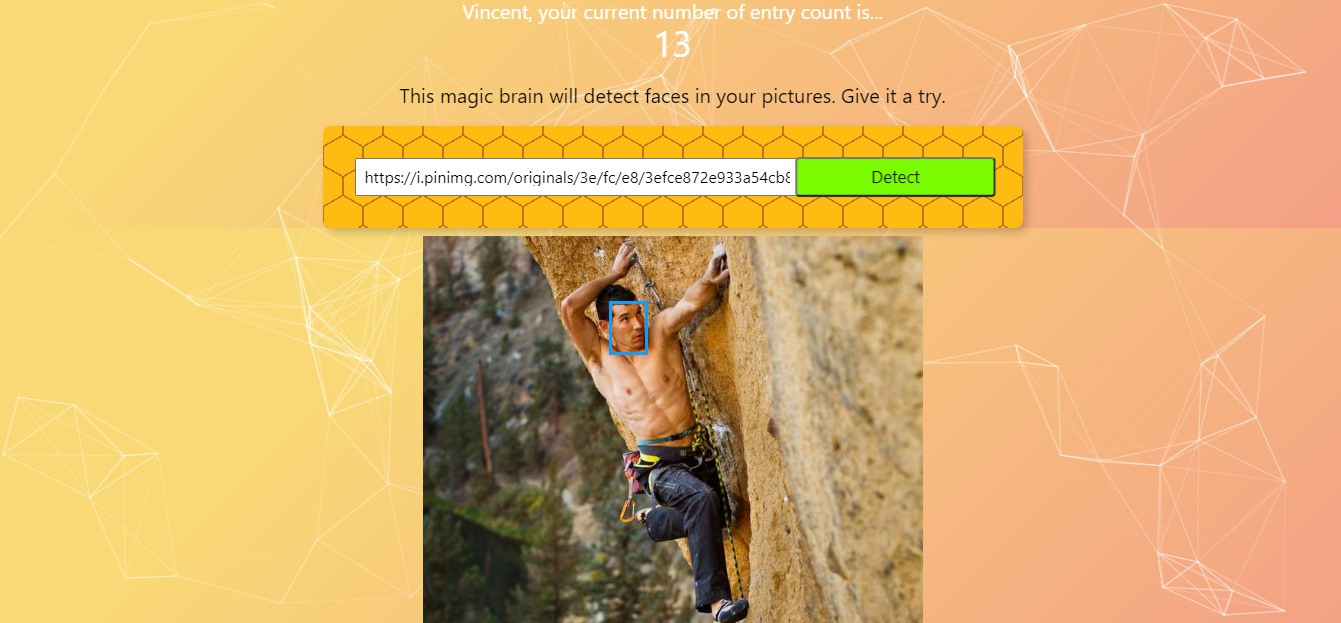 Vincent, your current number of entry count is...
13
This magic brain will detect faces in your pictures. Give it a try.
https://i.pinimg.com/originals/3e/fc/e8/3efce872e933a54cb8 Detect